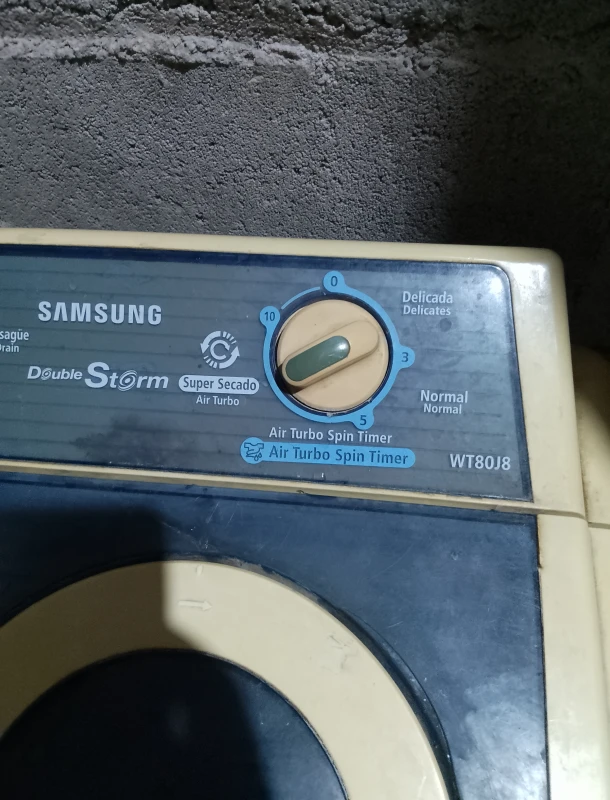 SAMSUNG
Double Storm
Super Secado
Air Turbo
0
10
3
5
Delicada
Delicates
Normal
Normal
Air Turbo Spin Timer
Air Turbo Spin Timer
WT80J8